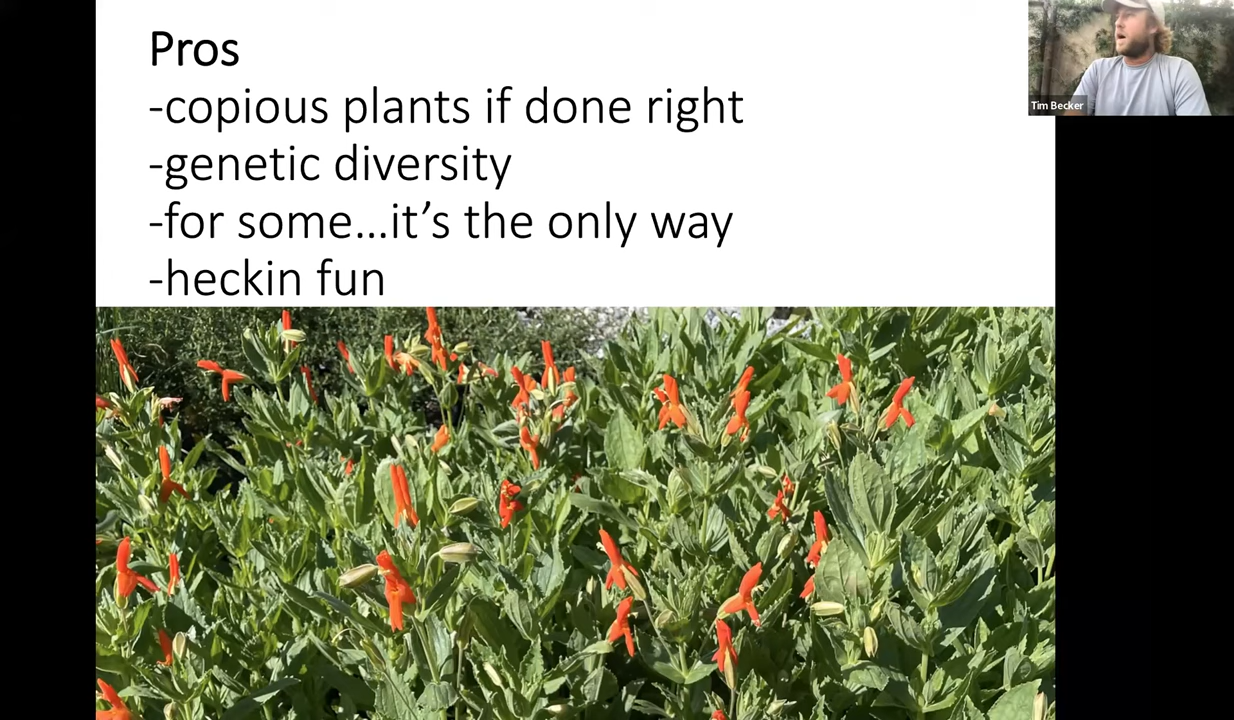 Pros
-copious plants if done right
-genetic diversity
-for some...it's the only way
-heckin fun
Tim Becker